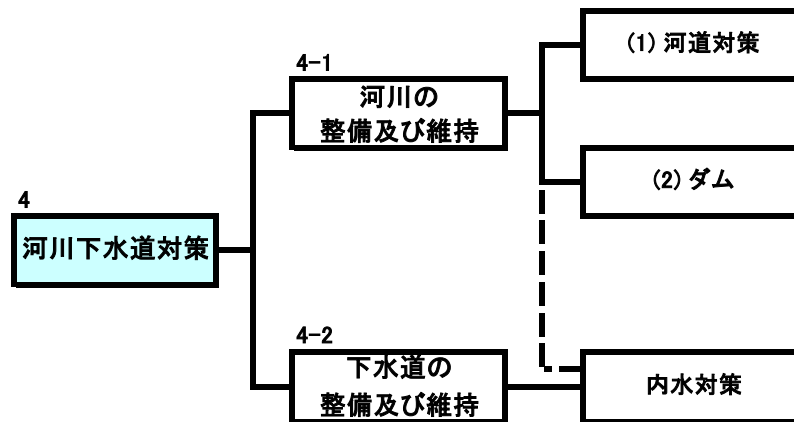 4
河川下水道対策
4-1
河川の
整備及び維持
(1) 河道対策
(2) ダム
4-2
下水道の
整備及び維持
内水対策